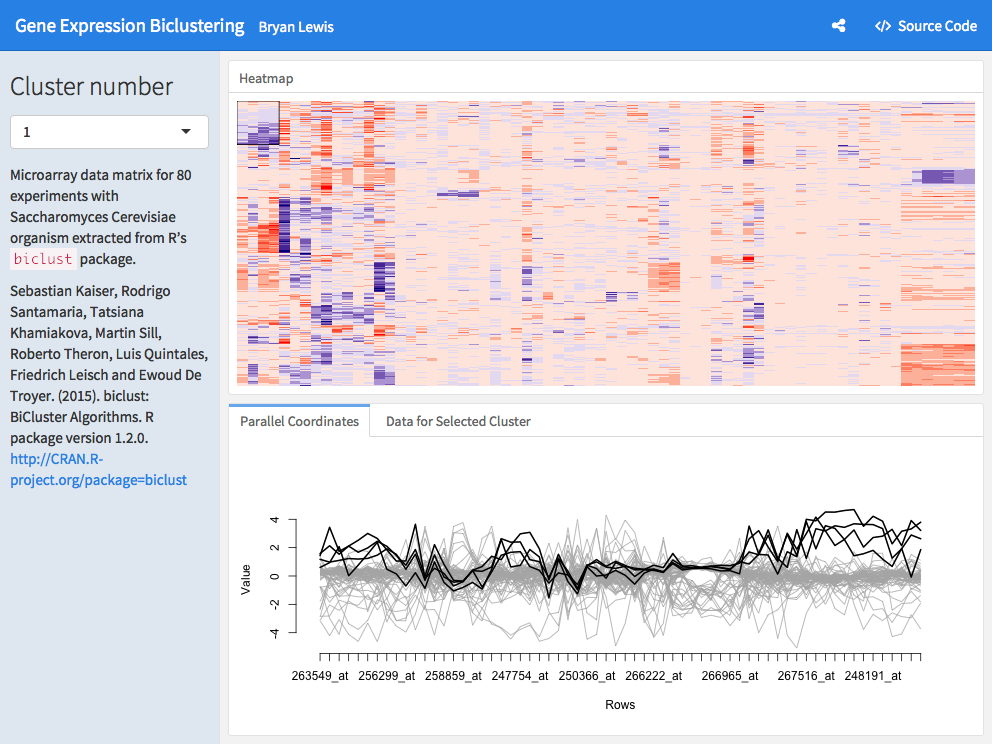 Gene Expression Biclustering Bryan Lewis Source Code
Cluster number
1
Microarray data matrix for 80
experiments with
Saccharomyces Cerevisiae
organism extracted from R's
biclust package.
Sebastian Kaiser, Rodrigo
Santamaria, Tatsiana
Khamiakova, Martin Sill,
Roberto Theron, Luis Quintales,
Friedrich Leisch and Ewoud De
Troyer. (2015). biclust:
BiCluster Algorithms. R
package version 1.2.0.
http://CRAN.R-
project.org/package=biclust
Heatmap
Parallel Coordinates Data for Selected Cluster
Value
4
2
0
-2
-4
263549_at 256299_at 258859_at 247754_at 250366_at 266222_at 266965_at 267516_at 248191_at
Rows